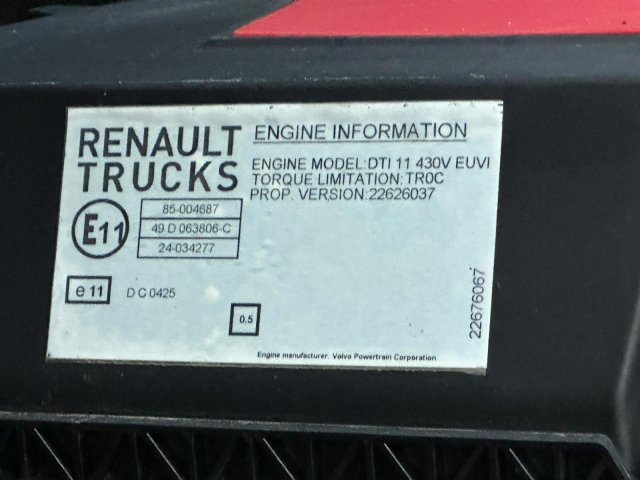 RENAULT
TRUCKS
ENGINE INFORMATION
ENGINE MODEL:DTI 11 430V EUVI
TORQUE LIMITATION:TR0C
PROP. VERSION:22626037
E11
85-004687
49 D 063806-C
24-034277
e 11
D C 0425
0.5
22676067
Engine manufacturer. Volvo Powertrain Corporation